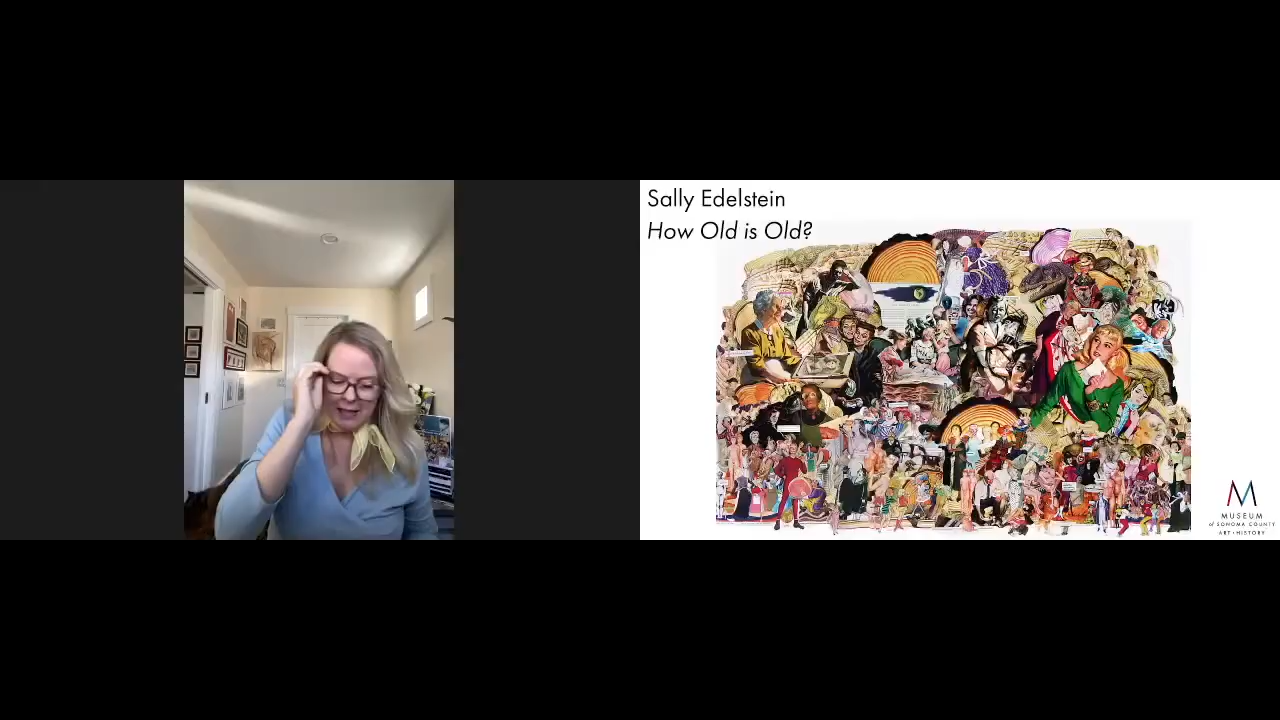 Sally Edelstein
How Old is Old?
M
MUSEUM
of SONOMA COUNTY
ART • HISTORY